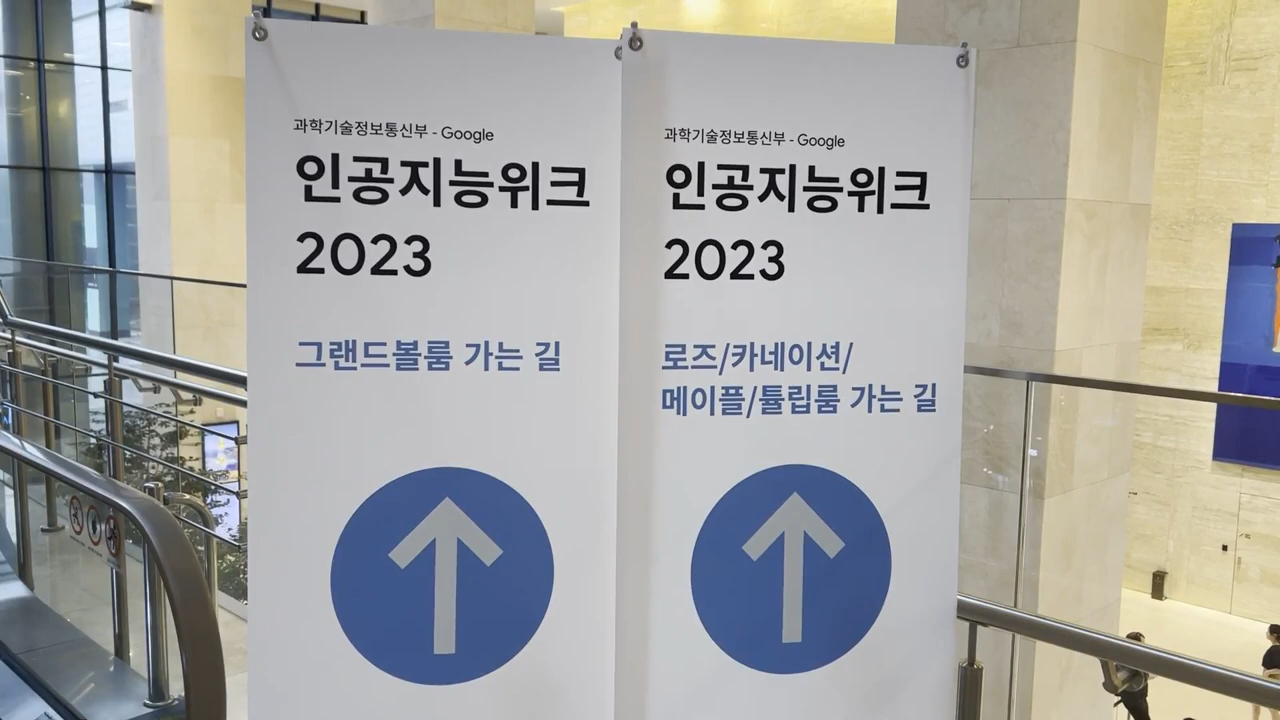 과학기술정보통신부 - Google
인공지능위크
2023
그랜드볼룸 가는 길
과학기술정보통신부 - Google
인공지능위크
2023
로즈/카네이션/
메이플/튤립룸 가는 길